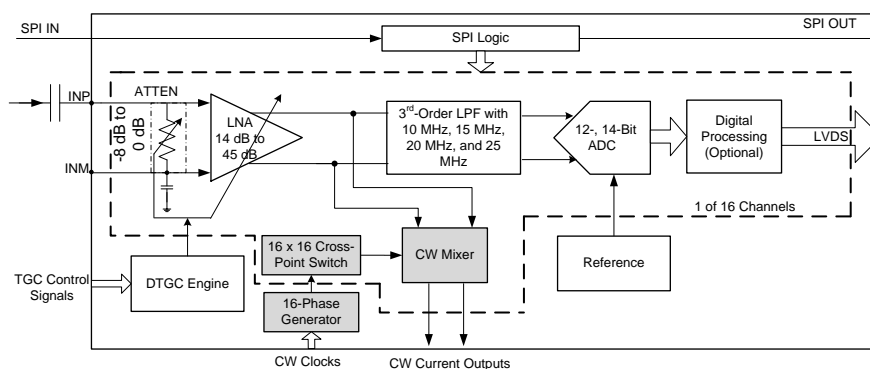 SPI IN
SPI OUT
SPI Logic
INP
ATTEN
-8 dB to
0 dB
INM
LNA
14 dB to
45 dB
3rd-Order LPF with
10 MHz, 15 MHz,
20 MHz, and 25
MHz
12-, 14-Bit
ADC
Digital
Processing
(Optional)
LVDS
1 of 16 Channels
16 x 16 Cross-
Point Switch
CW Mixer
Reference
TGC Control
Signals
DTGC Engine
16-Phase
Generator
CW Clocks
CW Current Outputs